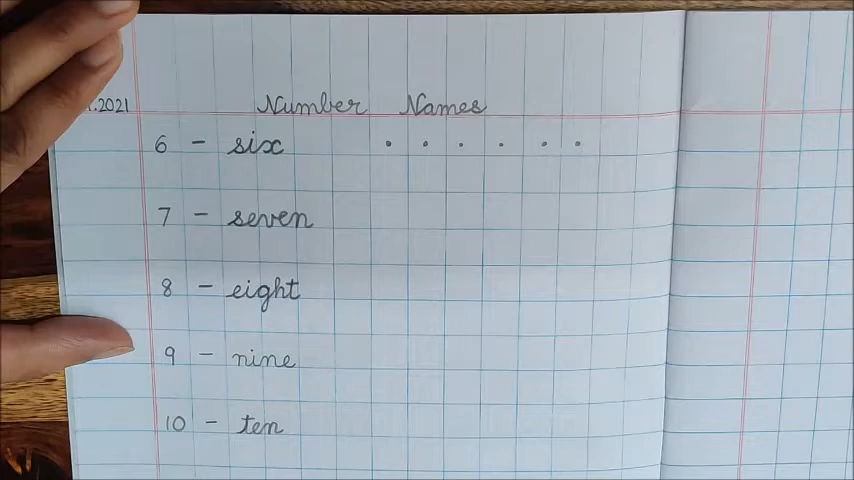 .2021
Number Names
6 - six . . . . . .
7 - seven
8 - eight
9 - nine
10 - ten